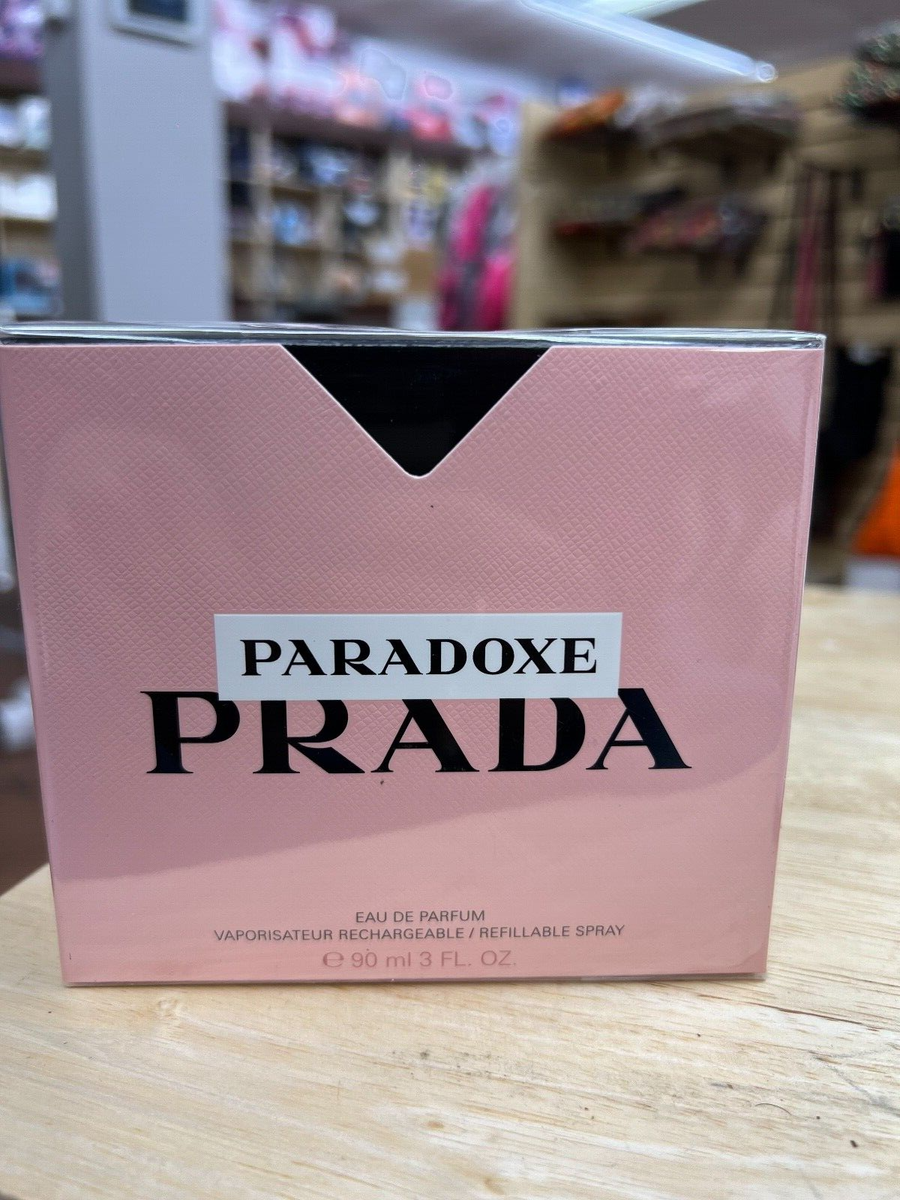 PARADOXE
PRADA
EAU DE PARFUM
VAPORISATEUR RECHARGEABLE / REFILLABLE SPRAY
℮ 90 ml 3 FL. OZ.